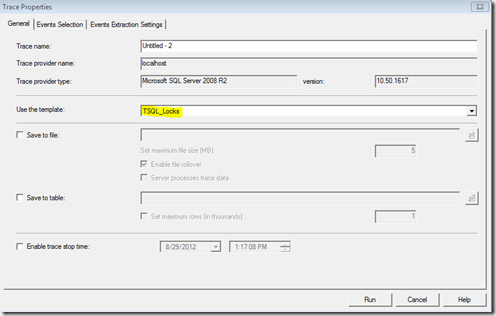 Trace Properties
General Events Selection Events Extraction Settings
Trace name: Untitled - 2
Trace provider name: localhost
Trace provider type: Microsoft SQL Server 2008 R2 version: 10.50.1617
Use the template: TSQL_Locks
Save to file:
Set maximum file size (MB): 5
Enable file rollover
Server processes trace data
Save to table:
Set maximum rows (in thousands) 1
Enable trace stop time: 8/29/2012 1:17:08 PM
Run Cancel Help